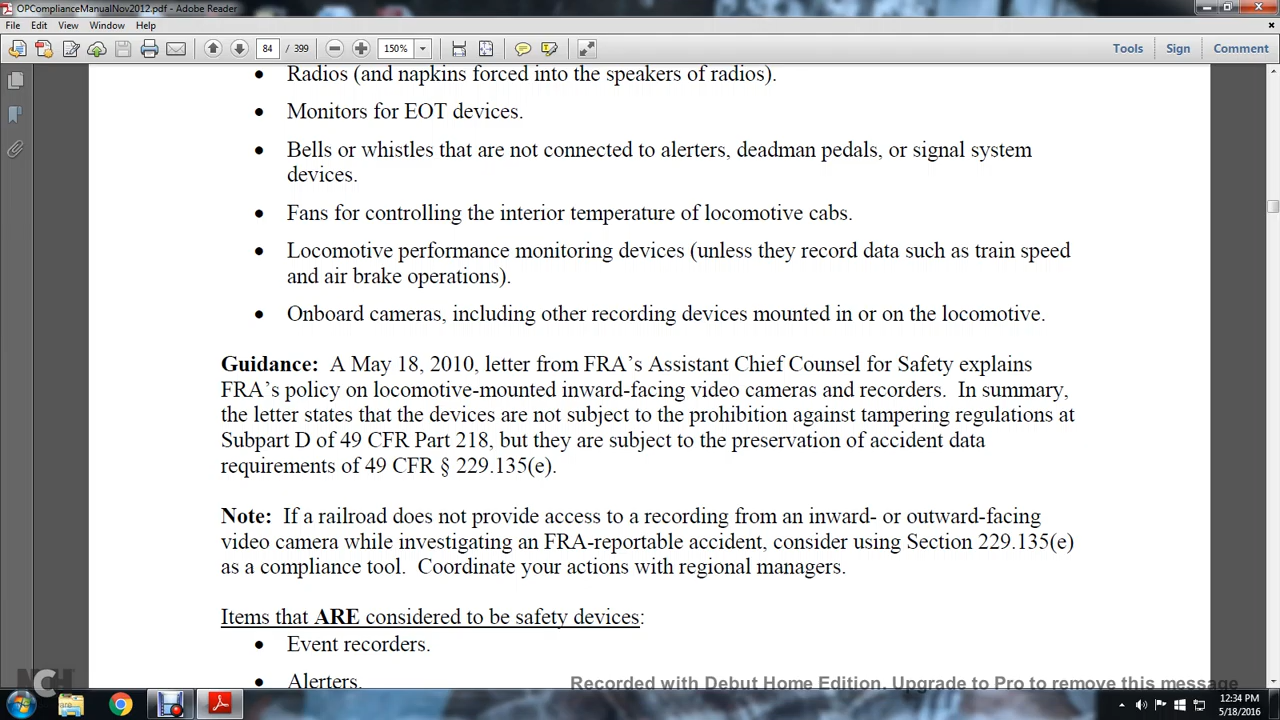 OPComplianceManualNov2012.pdf - Adobe Reader
File Edit View Window Help
84 / 399 150% Tools Sign Comment
• Radios (and napkins forced into the speakers of radios).
• Monitors for EOT devices.
• Bells or whistles that are not connected to alerters, deadman pedals, or signal system
devices.
• Fans for controlling the interior temperature of locomotive cabs.
• Locomotive performance monitoring devices (unless they record data such as train speed
and air brake operations).
• Onboard cameras, including other recording devices mounted in or on the locomotive.
Guidance: A May 18, 2010, letter from FRA's Assistant Chief Counsel for Safety explains
FRA's policy on locomotive-mounted inward-facing video cameras and recorders. In summary,
the letter states that the devices are not subject to the prohibition against tampering regulations at
Subpart D of 49 CFR Part 218, but they are subject to the preservation of accident data
requirements of 49 CFR § 229.135(e).
Note: If a railroad does not provide access to a recording from an inward- or outward-facing
video camera while investigating an FRA-reportable accident, consider using Section 229.135(e)
as a compliance tool. Coordinate your actions with regional managers.
Items that ARE considered to be safety devices:
• Event recorders.
• Alerters.
Recorded with Debut Home Edition. Upgrade to Pro to remove this message
NCH
12:34 PM
5/18/2016